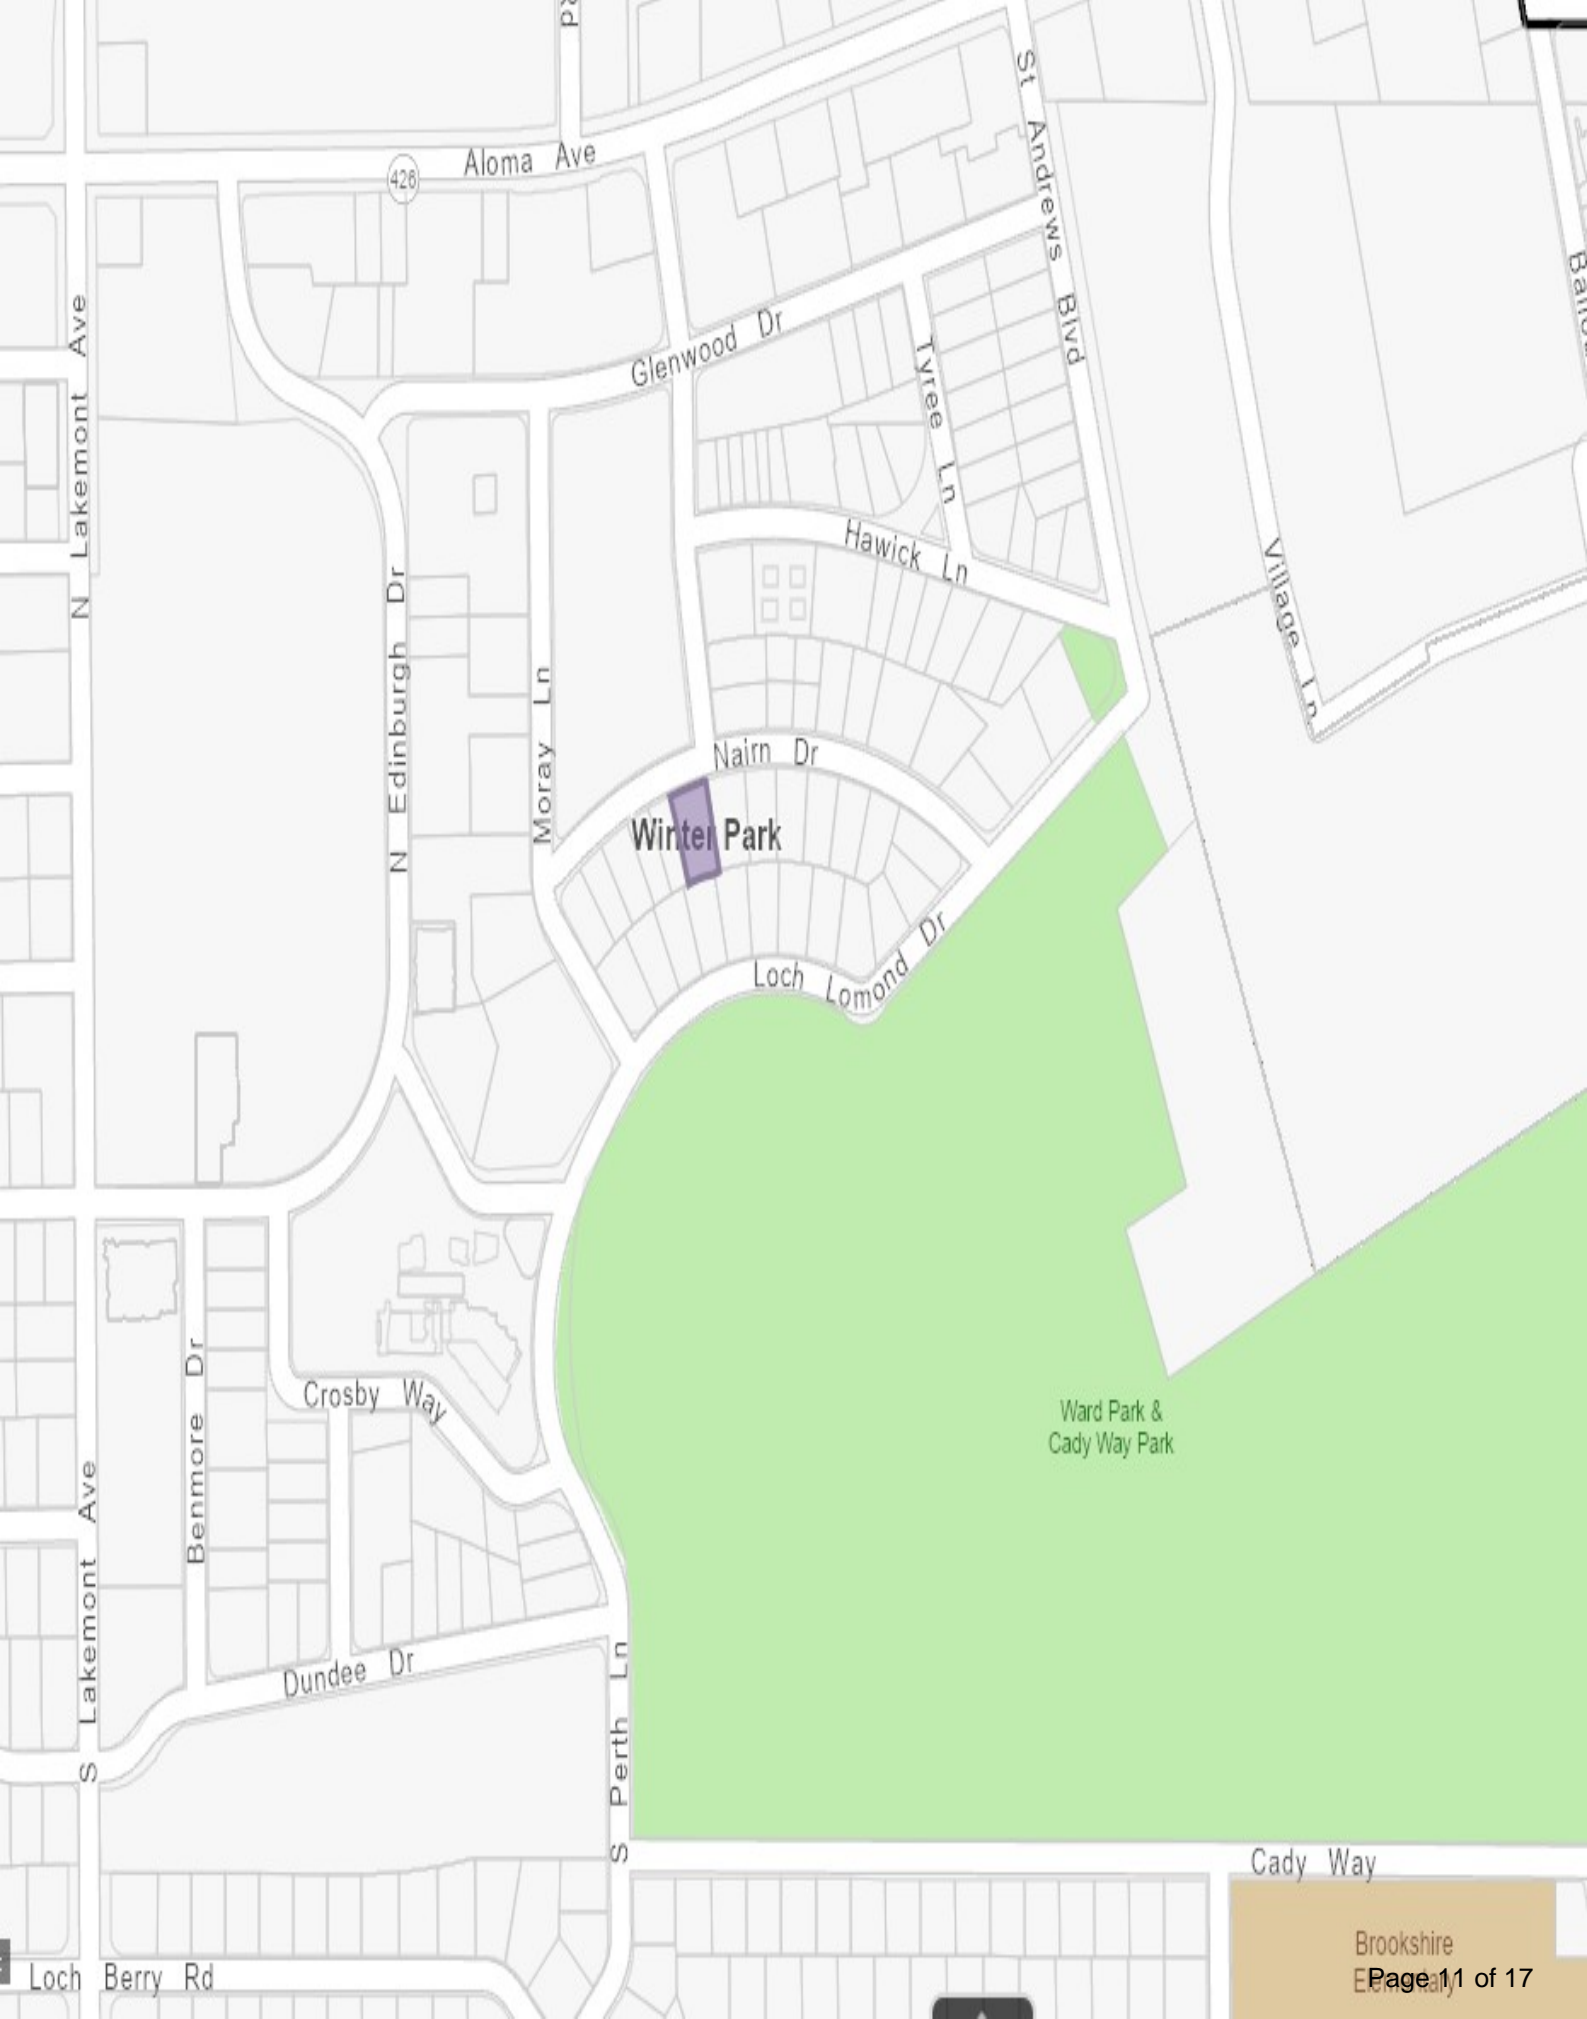 St Andrews Blvd
Aloma Ave
426
N Lakemont Ave
Glenwood Dr
Tyree Ln
Hawick Ln
Village Ln
N Edinburgh Dr
Moray Ln
Nairn Dr
Winter Park
Loch Lomond Dr
Crosby Way
Benmore Dr
Ward Park &
Cady Way Park
S Lakemont Ave
Dundee Dr
S Perth Ln
Cady Way
Brookshire
Elementary
Page 11 of 17
Loch Berry Rd